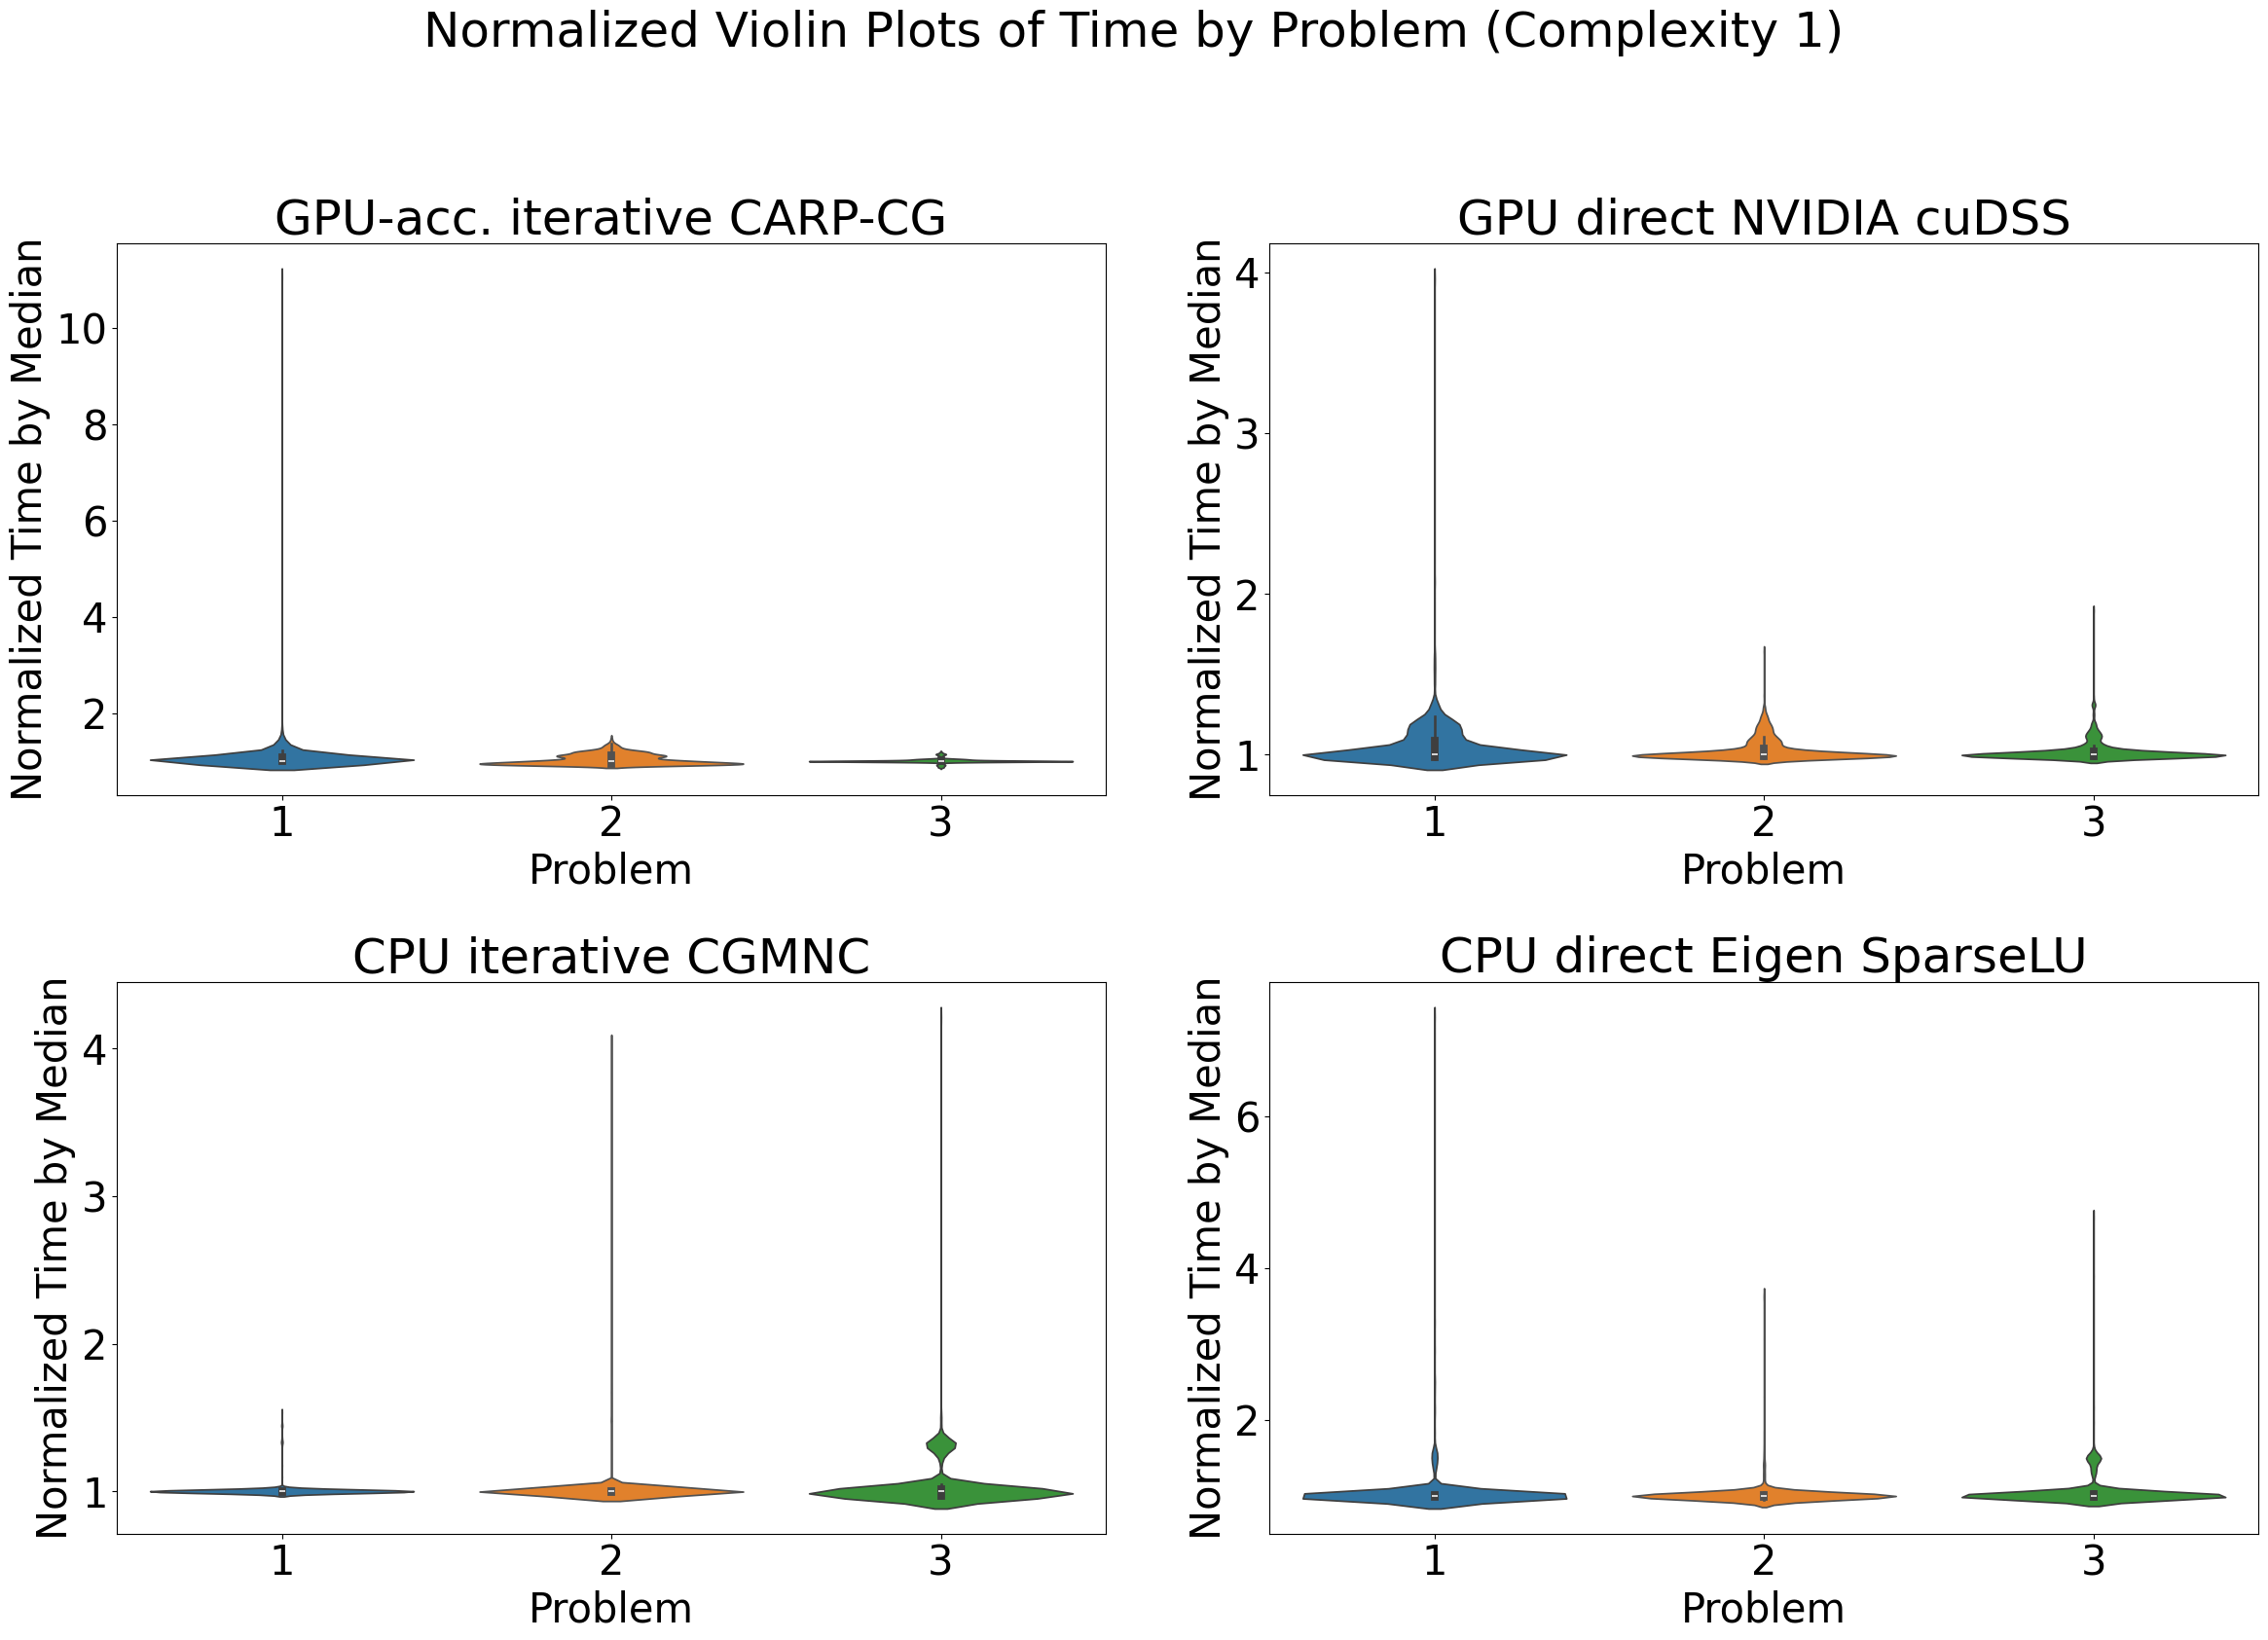 Normalized Violin Plots of Time by Problem (Complexity 1)
GPU-acc. iterative CARP-CG
Normalized Time by Median
10
8
6
4
2
1 2 3
Problem
GPU direct NVIDIA cuDSS
Normalized Time by Median
4
3
2
1
1 2 3
Problem
CPU iterative CGMNC
Normalized Time by Median
4
3
2
1
1 2 3
Problem
CPU direct Eigen SparseLU
Normalized Time by Median
6
4
2
1 2 3
Problem